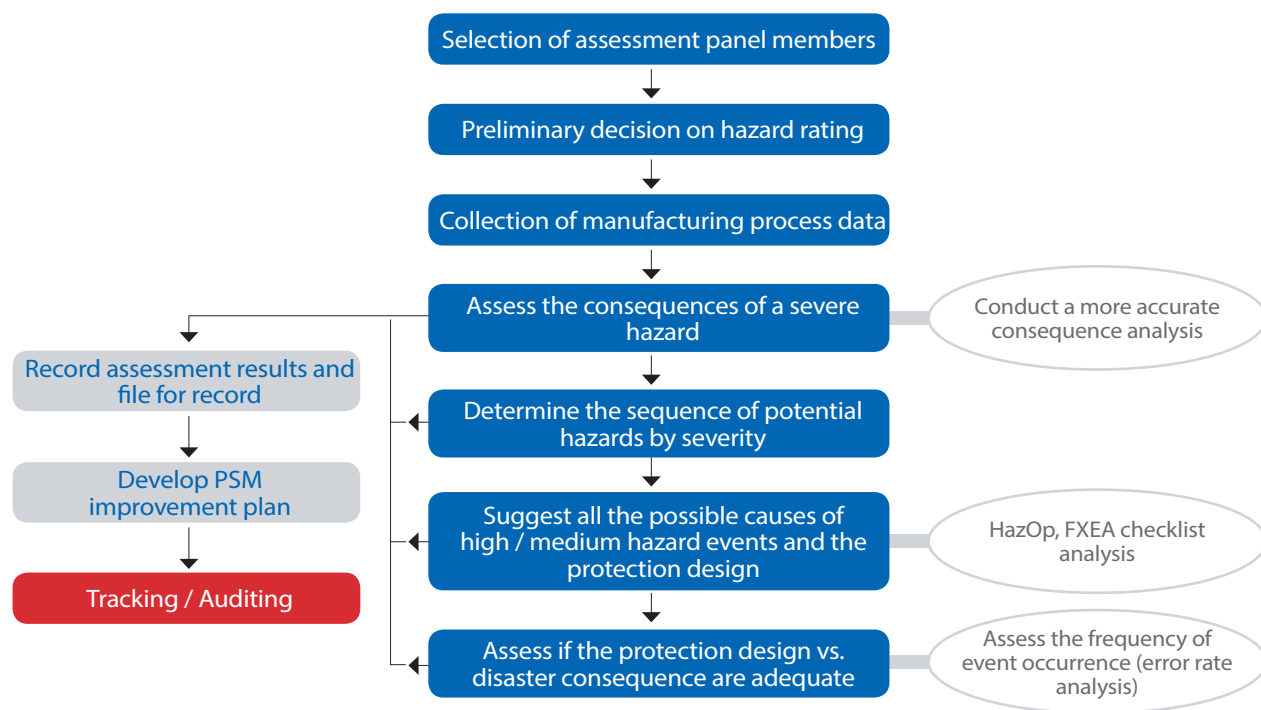 Selection of assessment panel members
Preliminary decision on hazard rating
Collection of manufacturing process data
Assess the consequences of a severe
hazard
Conduct a more accurate
consequence analysis
Record assessment results and
file for record
Determine the sequence of potential
hazards by severity
Develop PSM
improvement plan
Suggest all the possible causes of
high / medium hazard events and the
protection design
HazOp, FXEA checklist
analysis
Tracking / Auditing
Assess if the protection design vs.
disaster consequence are adequate
Assess the frequency of
event occurrence (error rate
analysis)